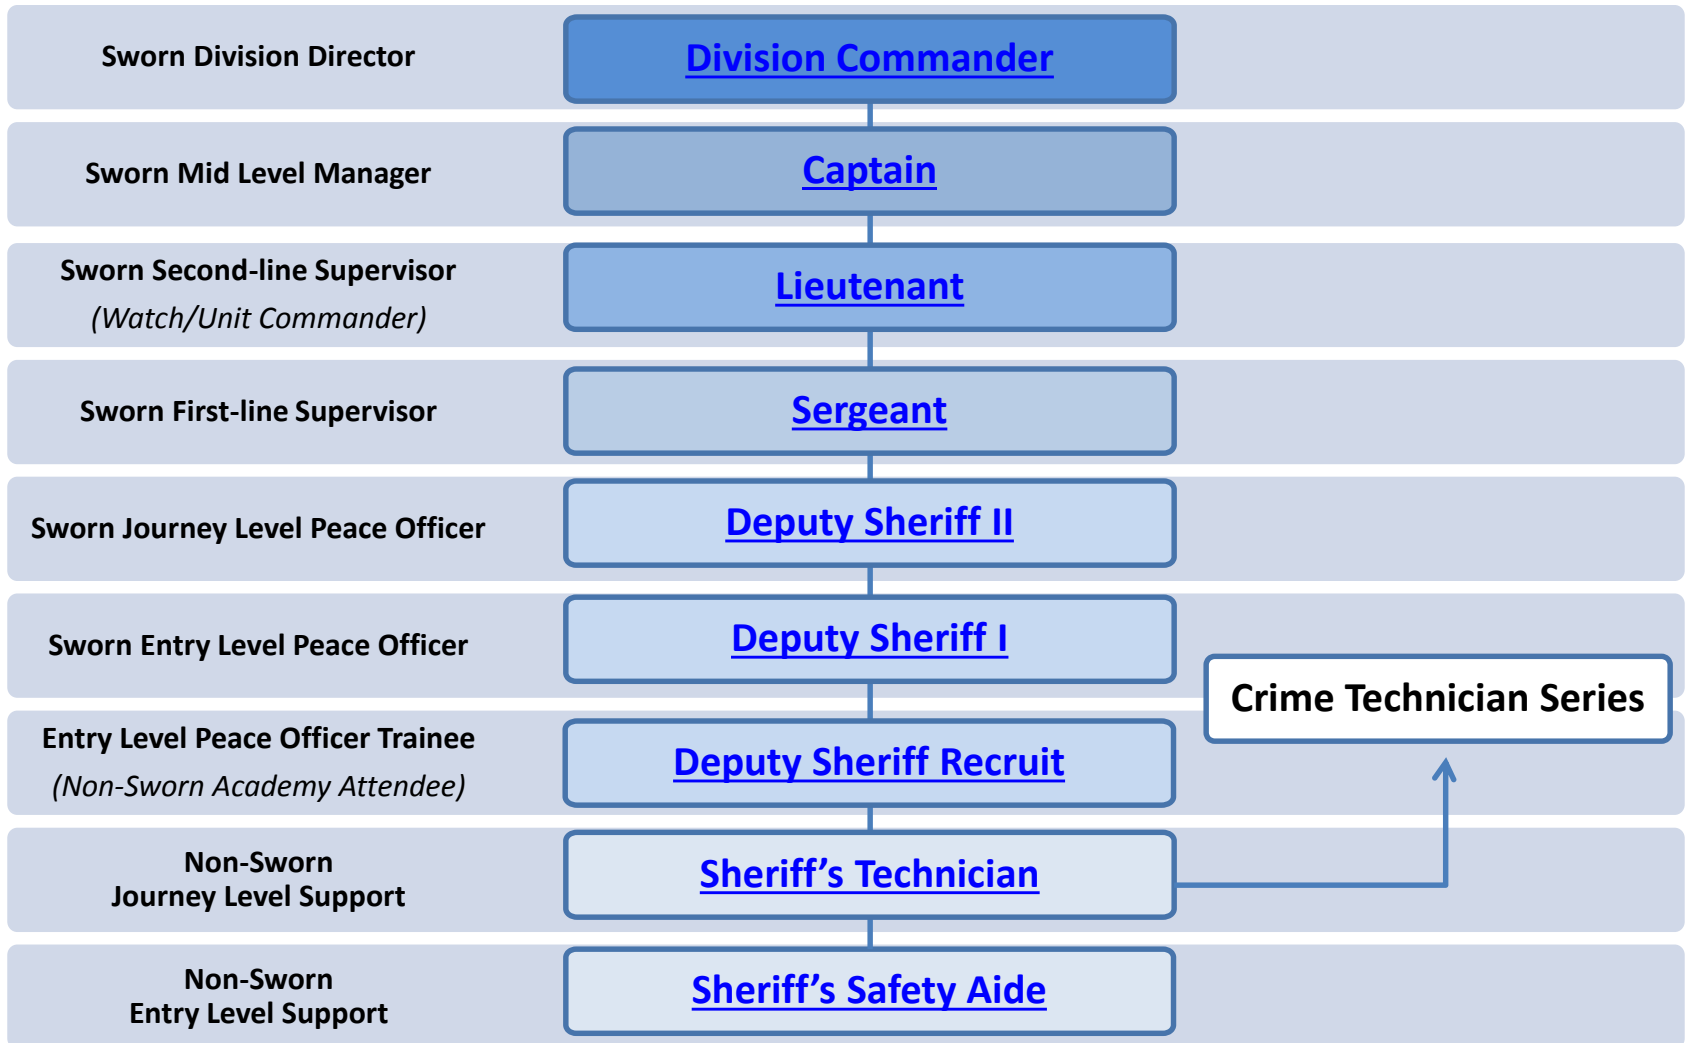 Sworn Division Director
Division Commander
Sworn Mid Level Manager
Captain
Sworn Second-line Supervisor
(Watch/Unit Commander)
Lieutenant
Sworn First-line Supervisor
Sergeant
Sworn Journey Level Peace Officer
Deputy Sheriff II
Sworn Entry Level Peace Officer
Deputy Sheriff I
Crime Technician Series
Entry Level Peace Officer Trainee
(Non-Sworn Academy Attendee)
Deputy Sheriff Recruit
Non-Sworn
Journey Level Support
Sheriff’s Technician
Non-Sworn
Entry Level Support
Sheriff’s Safety Aide